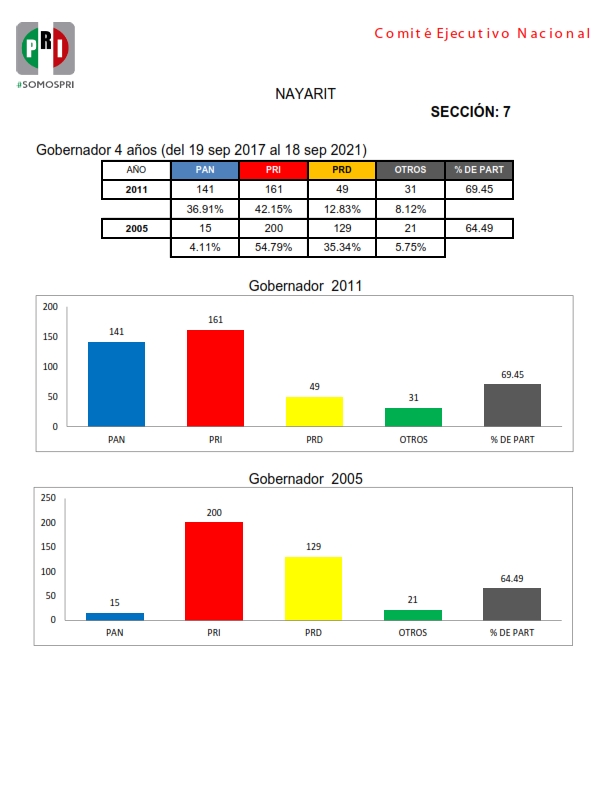 Comité Ejecutivo Nacional
PRI
#SOMOSPRI
NAYARIT
SECCIÓN: 7
Gobernador 4 años (del 19 sep 2017 al 18 sep 2021)
AÑO PAN PRI PRD OTROS % DE PART
2011 141 161 49 31 69.45
36.91% 42.15% 12.83% 8.12%
2005 15 200 129 21 64.49
4.11% 54.79% 35.34% 5.75%
Gobernador 2011
200
150
100
50
0
141
161
49
31
69.45
PAN PRI PRD OTROS % DE PART
Gobernador 2005
250
200
150
100
50
0
15
200
129
21
64.49
PAN PRI PRD OTROS % DE PART